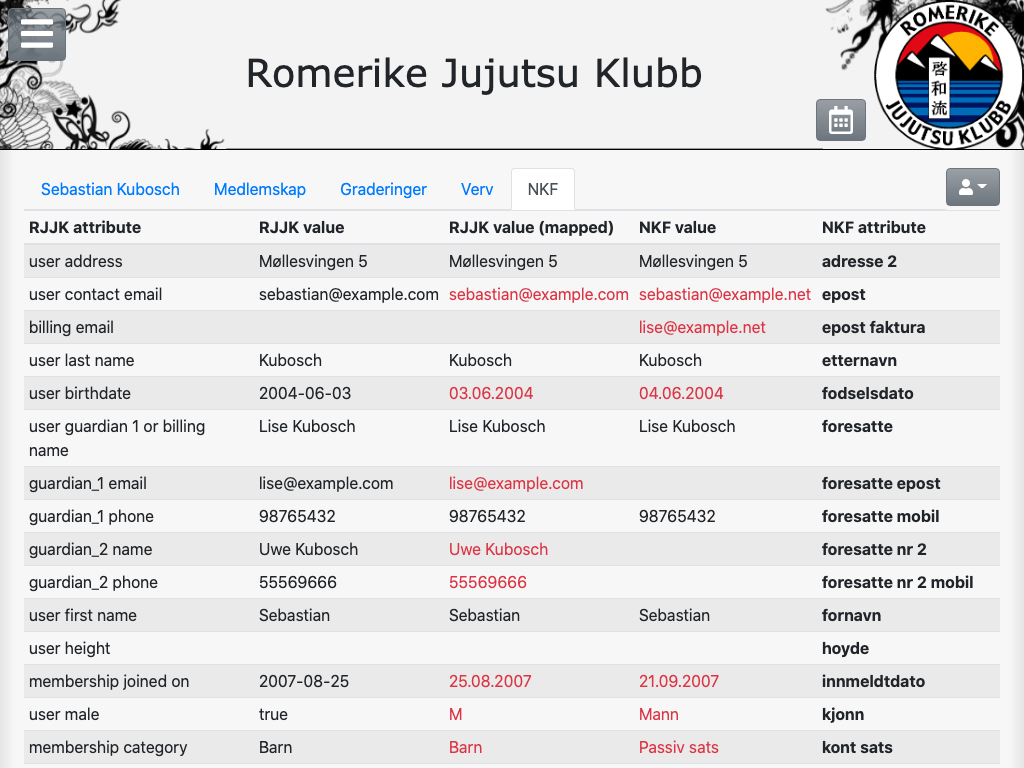 Romerike Jujutsu Klubb
ROMERIKE
啓和流
JUJUTSU KLUBB
Sebastian Kubosch Medlemskap Graderinger Verv NKF
RJJK attribute RJJK value RJJK value (mapped) NKF value NKF attribute
user address Møllesvingen 5 Møllesvingen 5 Møllesvingen 5 adresse 2
user contact email sebastian@example.com sebastian@example.com sebastian@example.net epost
billing email lise@example.net epost faktura
user last name Kubosch Kubosch Kubosch etternavn
user birthdate 2004-06-03 03.06.2004 04.06.2004 fodselsdato
user guardian 1 or billing Lise Kubosch Lise Kubosch Lise Kubosch foresatte
name
guardian_1 email lise@example.com lise@example.com foresatte epost
guardian_1 phone 98765432 98765432 98765432 foresatte mobil
guardian_2 name Uwe Kubosch Uwe Kubosch foresatte nr 2
guardian_2 phone 55569666 55569666 foresatte nr 2 mobil
user first name Sebastian Sebastian Sebastian fornavn
user height hoyde
membership joined on 2007-08-25 25.08.2007 21.09.2007 innmeldtdato
user male true M Mann kjonn
membership category Barn Barn Passiv sats kont sats